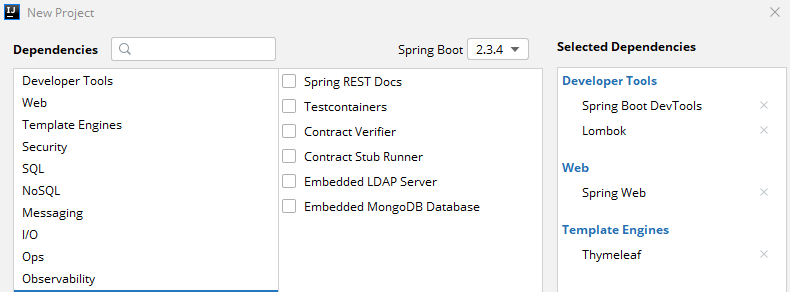 IJ New Project
Dependencies
Spring Boot 2.3.4
Selected Dependencies
Developer Tools
Web
Template Engines
Security
SQL
NoSQL
Messaging
I/O
Ops
Observability
Spring REST Docs
Testcontainers
Contract Verifier
Contract Stub Runner
Embedded LDAP Server
Embedded MongoDB Database
Developer Tools
Spring Boot DevTools
Lombok
Web
Spring Web
Template Engines
Thymeleaf